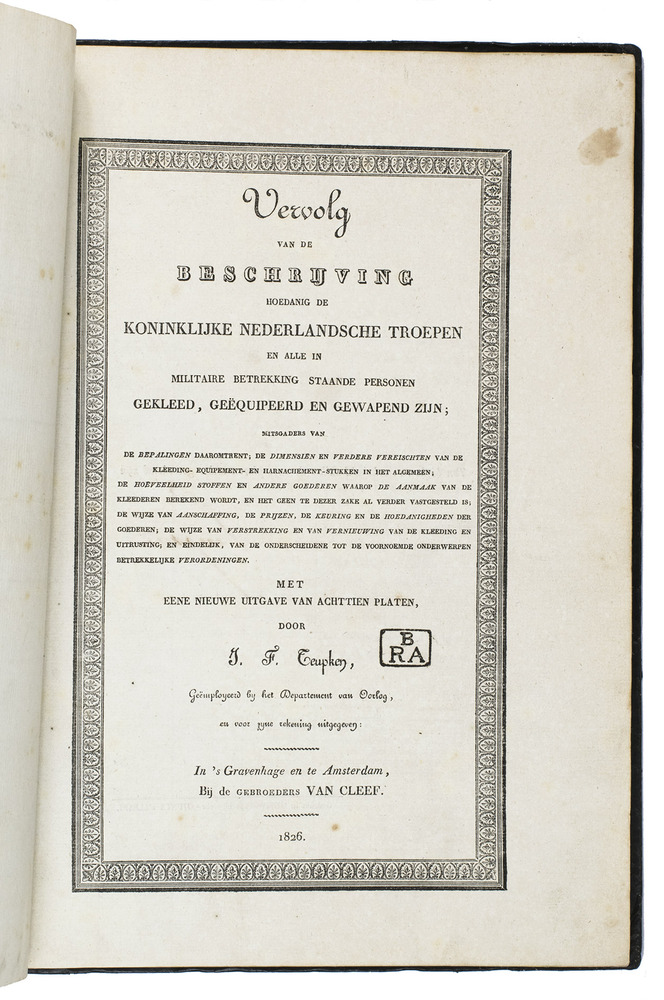 Vervolg
VAN DE
BESCHRIJVING
HOEDANIG DE
KONINKLIJKE NEDERLANDSCHE TROEPEN
EN ALLE IN
MILITAIRE BETREKKING STAANDE PERSONEN
GEKLEED, GEËQUIPEERD EN GEWAPEND ZIJN;
MITSGADERS VAN
DE BEPALINGEN DAAROMTRENT; DE DIMENSIËN EN VERDERE VEREISCHTEN VAN DE
KLEEDING- EQUIPEMENT- EN HARNACHEMENT-STUKKEN IN HET ALGEMEEN;
DE HOEVEELHEID STOFFEN EN ANDERE GOEDEREN WAAROP DE AANMAAK VAN DE
KLEEDEREN BEREKEND WORDT, EN HET GEEN TE DEZER ZAKE AL VERDER VASTGESTELD IS;
DE WIJZE VAN AANSCHAFFING, DE PRIJZEN, DE KEURING EN DE HOEDANIGHEDEN DER
GOEDEREN; DE WIJZE VAN VERSTREKKING EN VAN VERNIEUWING VAN DE KLEEDING EN
UITRUSTING; EN EINDELIJK, VAN DE ONDERSCHEIDENE TOT DE VOORNOEMDE ONDERWERPEN
BETREKKELIJKE VERORDENINGEN.
MET
EENE NIEUWE UITGAVE VAN ACHTTIEN PLATEN,
DOOR
J. F. Teupken,
B
RA
Geëmployeerd bij het Departement van Oorlog,
en voor zijne rekening uitgegeven:
In 's Gravenhage en te Amsterdam,
Bij de GEBROEDERS VAN CLEEF.
1826.